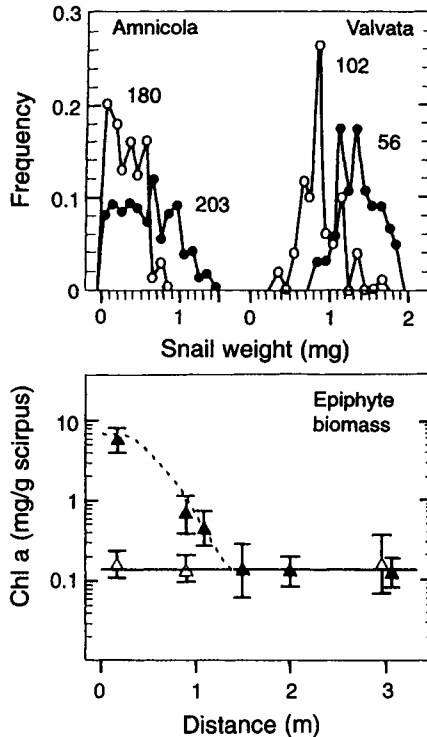 0.3
Amnicola
Valvata
102
180
0.2
56
Frequency
203
0.1
0
0
1
0
1
2
Snail weight (mg)
Epiphyte
biomass
10
1
0.1
Chl a (mg/g scirpus)
0
1
2
3
Distance (m)